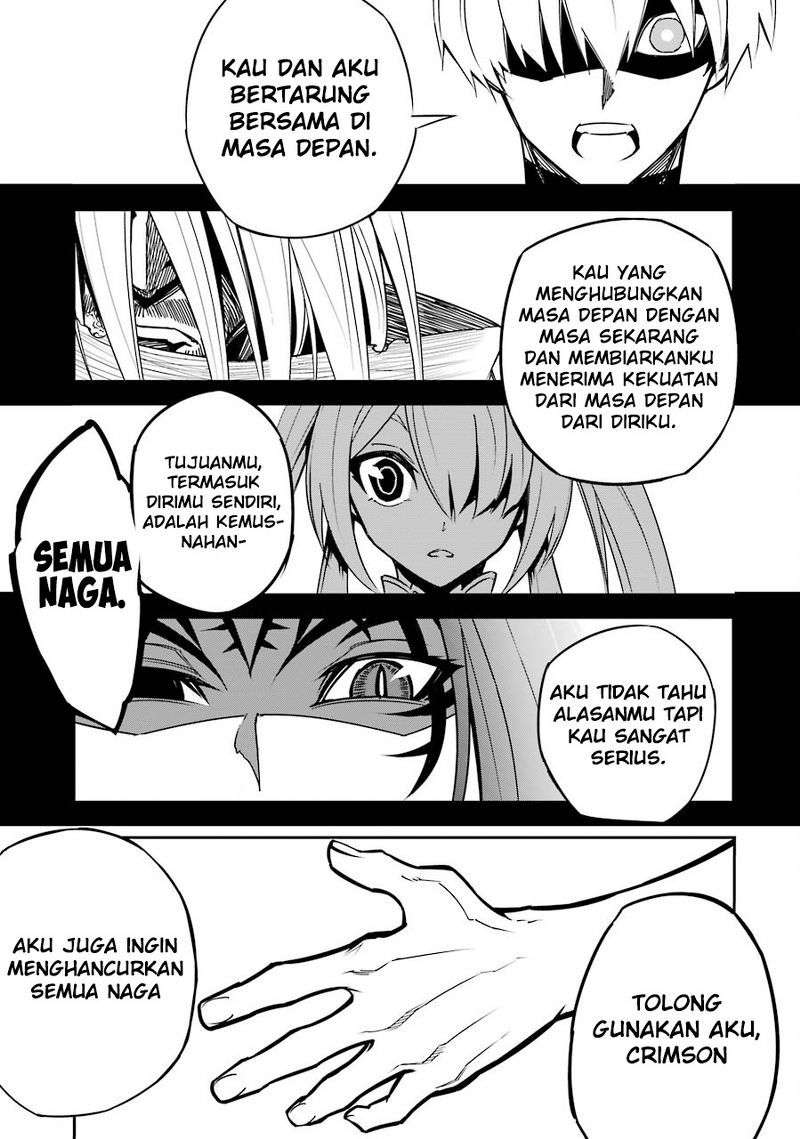 KAU DAN AKU
BERTARUNG
BERSAMA DI
MASA DEPAN.
KAU YANG
MENGHUBUNGKAN
MASA DEPAN DENGAN
MASA SEKARANG
DAN MEMBIARKANKU
MENERIMA KEKUATAN
DARI MASA DEPAN
DARI DIRIKU.
TUJUANMU,
TERMASUK
DIRIMU SENDIRI,
ADALAH KEMUS-
NAHAN-
SEMUA
NAGA.
AKU TIDAK TAHU
ALASANMU TAPI
KAU SANGAT
SERIUS.
AKU JUGA INGIN
MENGHANCURKAN
SEMUA NAGA
TOLONG
GUNAKAN AKU,
CRIMSON